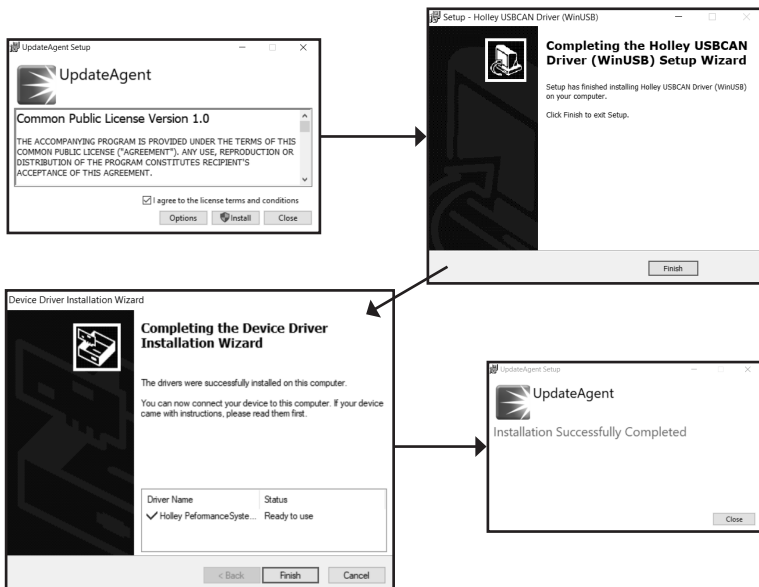 UpdateAgent Setup
UpdateAgent
Common Public License Version 1.0
THE ACCOMPANYING PROGRAM IS PROVIDED UNDER THE TERMS OF THIS
COMMON PUBLIC LICENSE ("AGREEMENT"). ANY USE, REPRODUCTION OR
DISTRIBUTION OF THE PROGRAM CONSTITUTES RECIPIENT'S
ACCEPTANCE OF THIS AGREEMENT.
I agree to the license terms and conditions
Options Install Close
Setup - Holley USBCAN Driver (WinUSB)
Completing the Holley USBCAN
Driver (WinUSB) Setup Wizard
Setup has finished installing Holley USBCAN Driver (WinUSB)
on your computer.
Click Finish to exit Setup.
Finish
Device Driver Installation Wizard
Completing the Device Driver
Installation Wizard
The drivers were successfully installed on this computer.
You can now connect your device to this computer. If your device
came with instructions, please read them first.
Driver Name Status
Holley PeformanceSyste... Ready to use
< Back Finish Cancel
UpdateAgent Setup
UpdateAgent
Installation Successfully Completed
Close